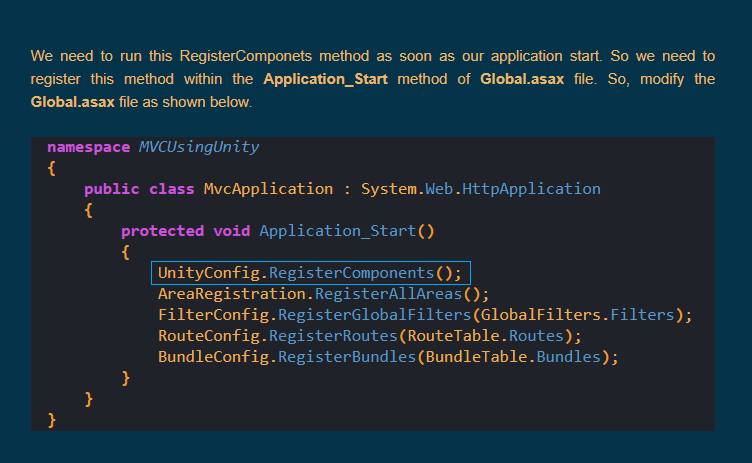 We need to run this RegisterComponets method as soon as our application start. So we need to
register this method within the Application_Start method of Global.asax file. So, modify the
Global.asax file as shown below.
namespace MVCUsingUnity
{
    public class MvcApplication : System.Web.HttpApplication
    {
        protected void Application_Start()
        {
            UnityConfig.RegisterComponents();
            AreaRegistration.RegisterAllAreas();
            FilterConfig.RegisterGlobalFilters(GlobalFilters.Filters);
            RouteConfig.RegisterRoutes(RouteTable.Routes);
            BundleConfig.RegisterBundles(BundleTable.Bundles);
        }
    }
}